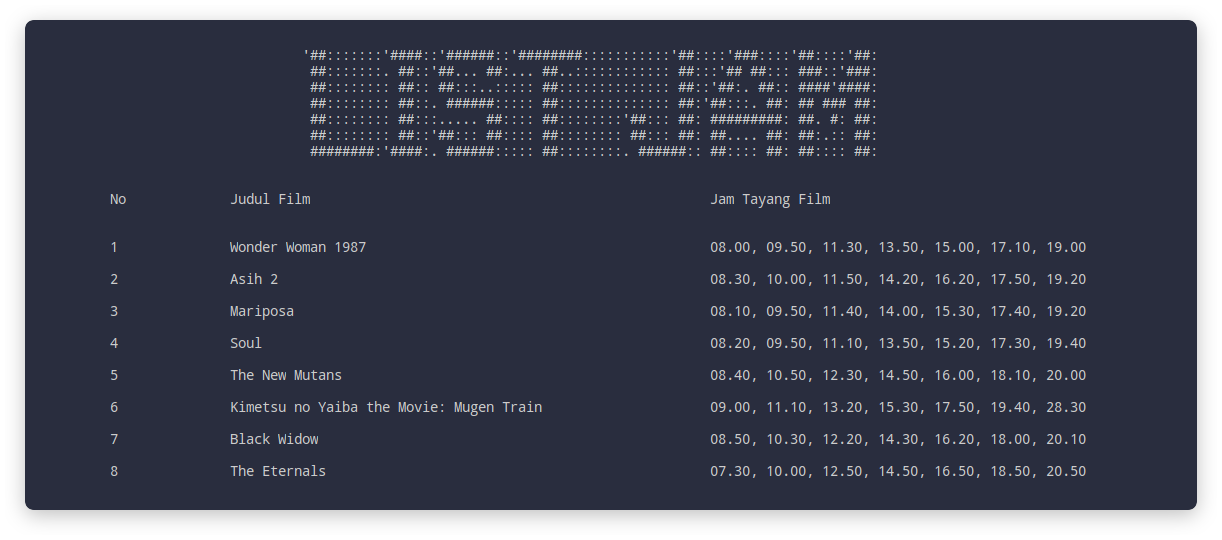 LIST JAM
No Judul Film Jam Tayang Film
1 Wonder Woman 1987 08.00, 09.50, 11.30, 13.50, 15.00, 17.10, 19.00
2 Asih 2 08.30, 10.00, 11.50, 14.20, 16.20, 17.50, 19.20
3 Mariposa 08.10, 09.50, 11.40, 14.00, 15.30, 17.40, 19.20
4 Soul 08.20, 09.50, 11.10, 13.50, 15.20, 17.30, 19.40
5 The New Mutans 08.40, 10.50, 12.30, 14.50, 16.00, 18.10, 20.00
6 Kimetsu no Yaiba the Movie: Mugen Train 09.00, 11.10, 13.20, 15.30, 17.50, 19.40, 28.30
7 Black Widow 08.50, 10.30, 12.20, 14.30, 16.20, 18.00, 20.10
8 The Eternals 07.30, 10.00, 12.50, 14.50, 16.50, 18.50, 20.50